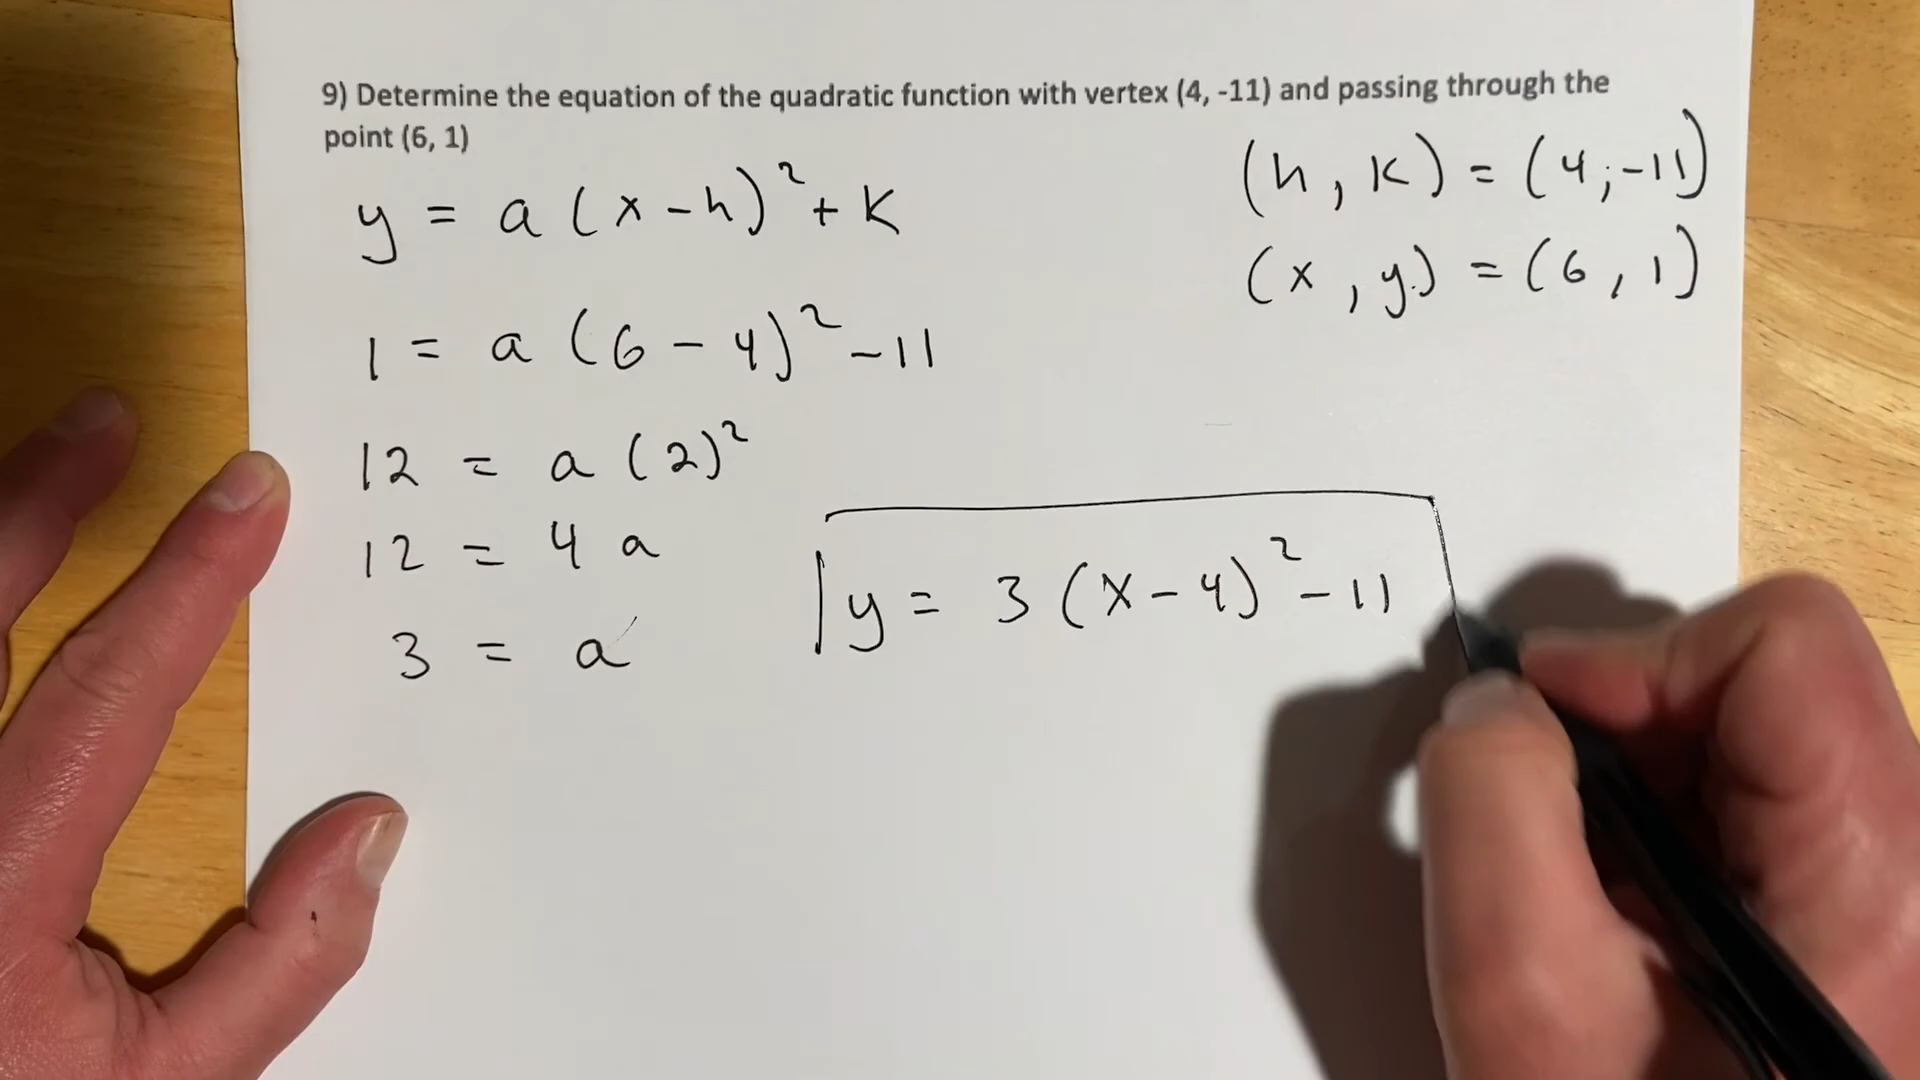 9) Determine the equation of the quadratic function with vertex (4, -11) and passing through the
point (6, 1)
(h, k) = (4, -11)
y = a(x-h)² + k
(x, y) = (6, 1)
1 = a(6-4)² -11
12 = a(2)²
12 = 4a
y = 3(x-4)² -11
3 = a